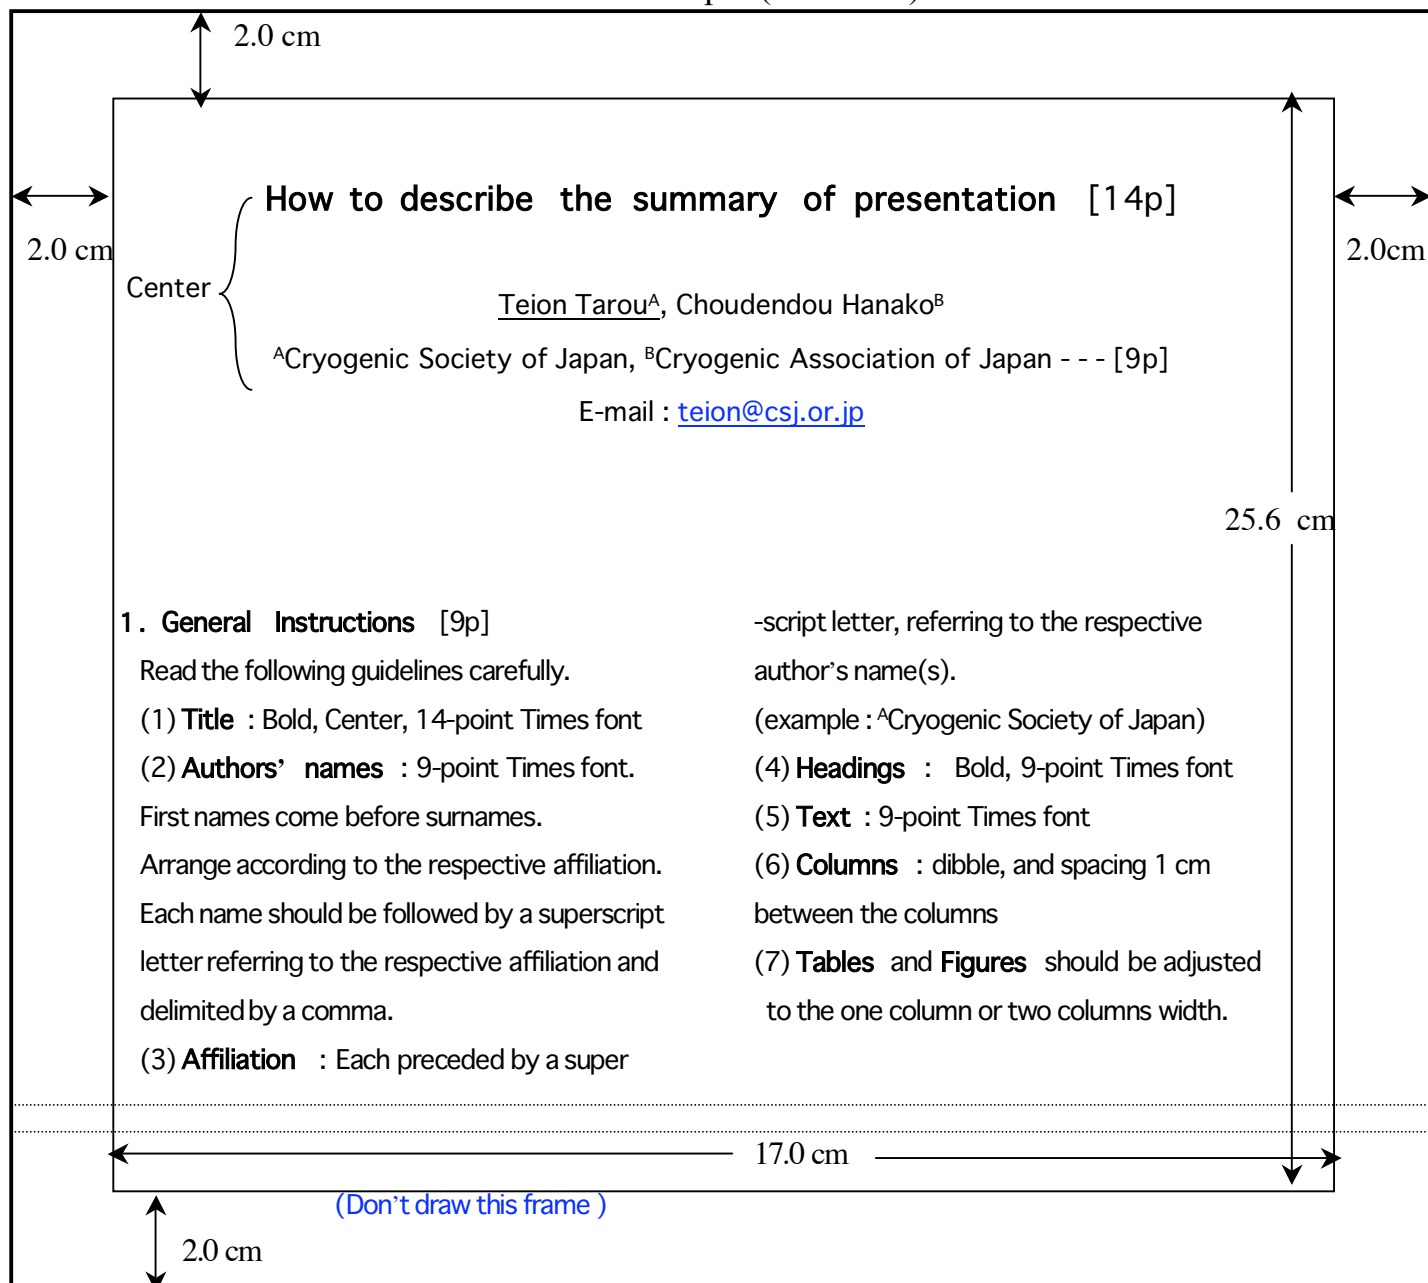 2.0 cm
How to describe the summary of presentation [14p]
2.0 cm
2.0cm
Center
Teion Tarouᴬ, Choudendou Hanakoᴮ
ᴬCryogenic Society of Japan, ᴮCryogenic Association of Japan - - - [9p]
E-mail : teion@csj.or.jp
25.6 cm
1. General Instructions [9p]
Read the following guidelines carefully.
(1) Title : Bold, Center, 14-point Times font
(2) Authors’ names : 9-point Times font.
First names come before surnames.
Arrange according to the respective affiliation.
Each name should be followed by a superscript
letter referring to the respective affiliation and
delimited by a comma.
(3) Affiliation : Each preceded by a super
-script letter, referring to the respective
author’s name(s).
(example : ᴬCryogenic Society of Japan)
(4) Headings : Bold, 9-point Times font
(5) Text : 9-point Times font
(6) Columns : dibble, and spacing 1 cm
between the columns
(7) Tables and Figures should be adjusted
to the one column or two columns width.
17.0 cm
(Don’t draw this frame )
2.0 cm